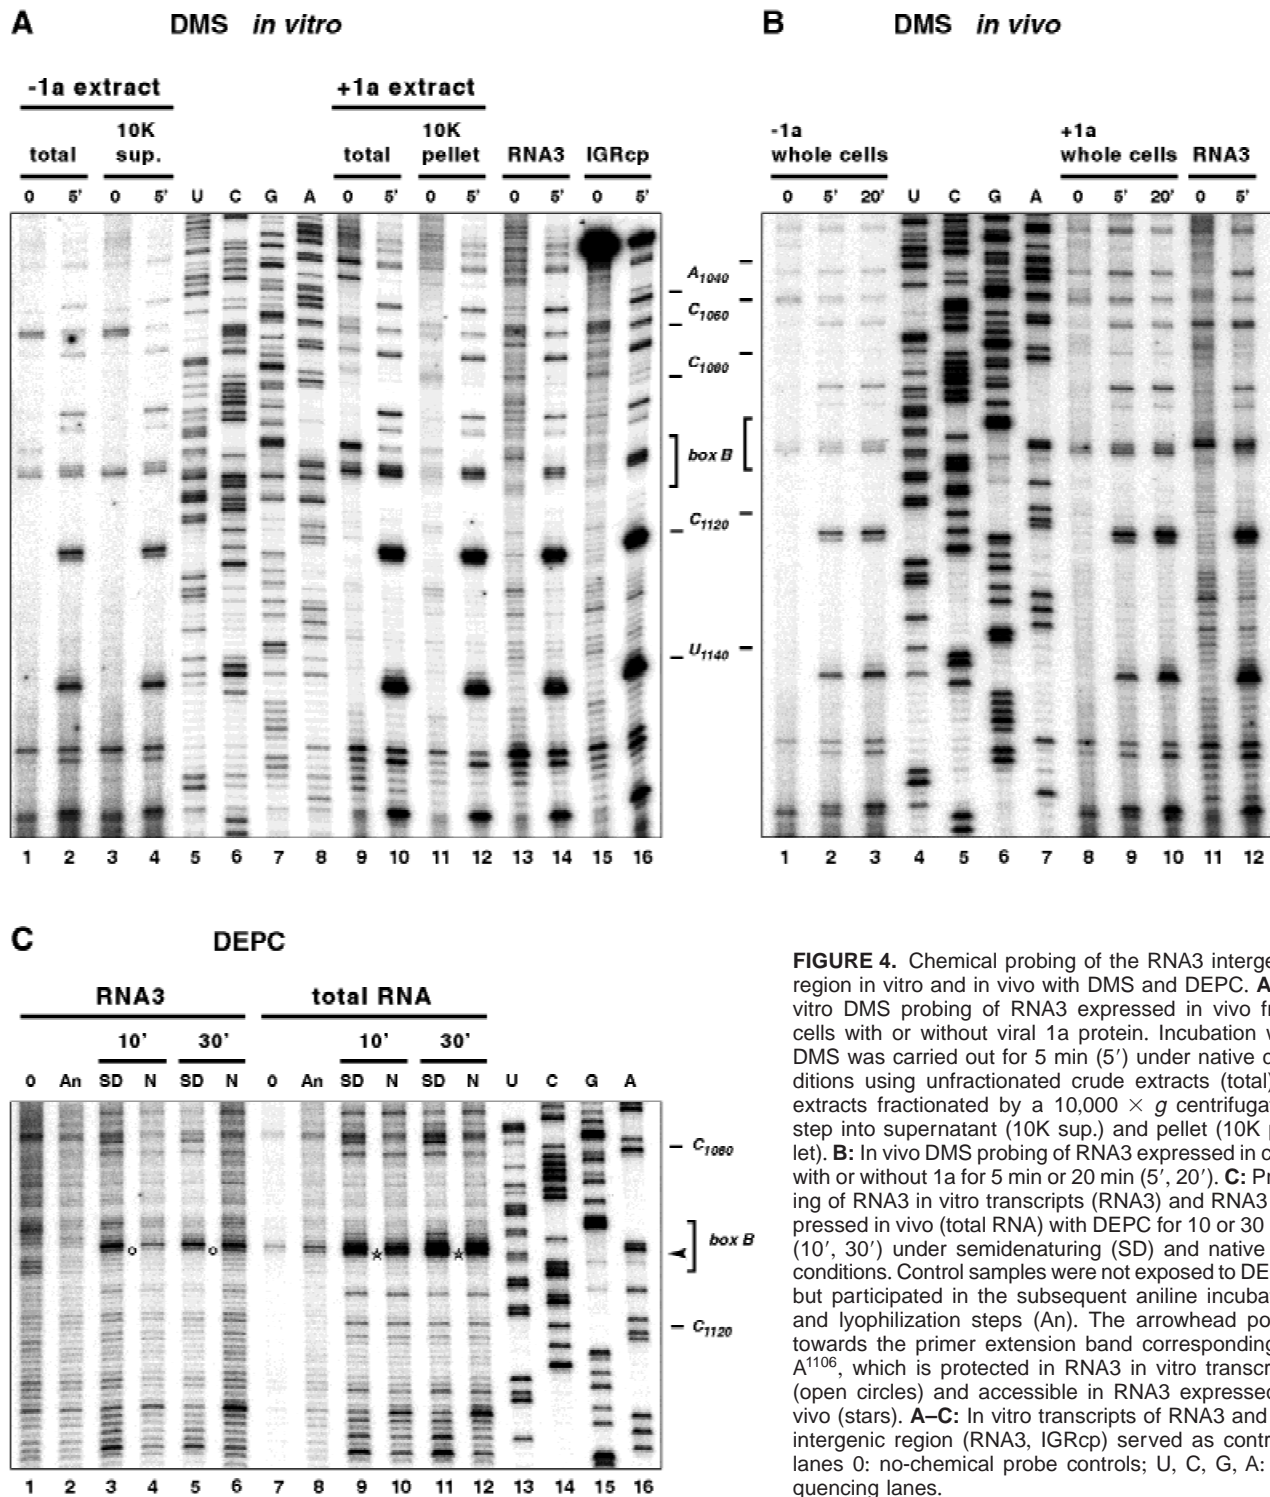 A DMS in vitro
-1a extract +1a extract
total 10K sup. total 10K pellet RNA3 IGRcp
0 5' 0 5' U C G A 0 5' 0 5' 0 5' 0 5'
A1040
C1060
C1080
box B
C1120
U1140
1 2 3 4 5 6 7 8 9 10 11 12 13 14 15 16
B DMS in vivo
-1a whole cells +1a whole cells RNA3
0 5' 20' U C G A 0 5' 20' 0 5'
1 2 3 4 5 6 7 8 9 10 11 12
C DEPC
RNA3 total RNA
10' 30' 10' 30'
0 An SD N SD N 0 An SD N SD N U C G A
C1060
box B
C1120
1 2 3 4 5 6 7 8 9 10 11 12 13 14 15 16
FIGURE 4. Chemical probing of the RNA3 interge
region in vitro and in vivo with DMS and DEPC. A
vitro DMS probing of RNA3 expressed in vivo fr
cells with or without viral 1a protein. Incubation w
DMS was carried out for 5 min (5′) under native c
ditions using unfractionated crude extracts (total)
extracts fractionated by a 10,000 × g centrifugat
step into supernatant (10K sup.) and pellet (10K p
let). B: In vivo DMS probing of RNA3 expressed in c
with or without 1a for 5 min or 20 min (5′, 20′). C: Pr
ing of RNA3 in vitro transcripts (RNA3) and RNA3
pressed in vivo (total RNA) with DEPC for 10 or 30
(10′, 30′) under semidenaturing (SD) and native
conditions. Control samples were not exposed to DE
but participated in the subsequent aniline incuba
and lyophilization steps (An). The arrowhead po
towards the primer extension band corresponding
A1106, which is protected in RNA3 in vitro transcr
(open circles) and accessible in RNA3 expressed
vivo (stars). A–C: In vitro transcripts of RNA3 and
intergenic region (RNA3, IGRcp) served as contr
lanes 0: no-chemical probe controls; U, C, G, A:
quencing lanes.